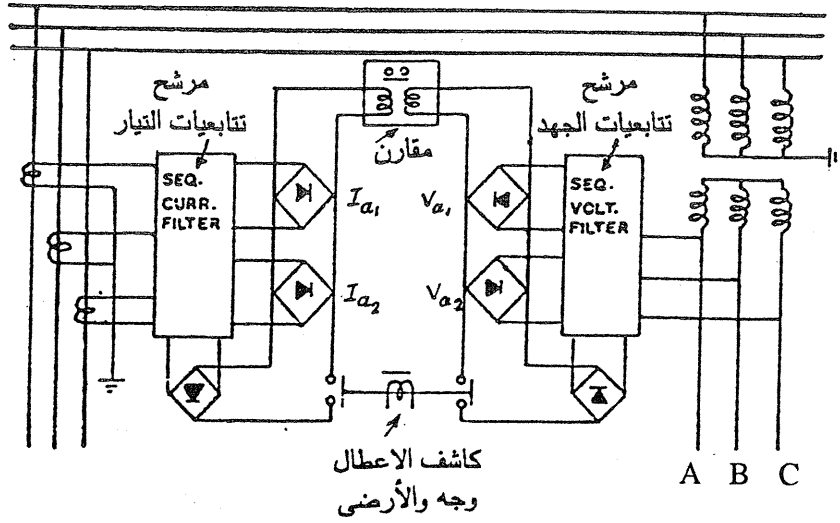 مرشح
تتابعيات التيار
مقارن
مرشح
تتابعيات الجهد
SEQ.
CURR.
FILTER
Ia1
Va1
SEQ.
VOLT.
FILTER
Ia2
Va2
كاشف الاعطال
وجه والأرضى
A B C